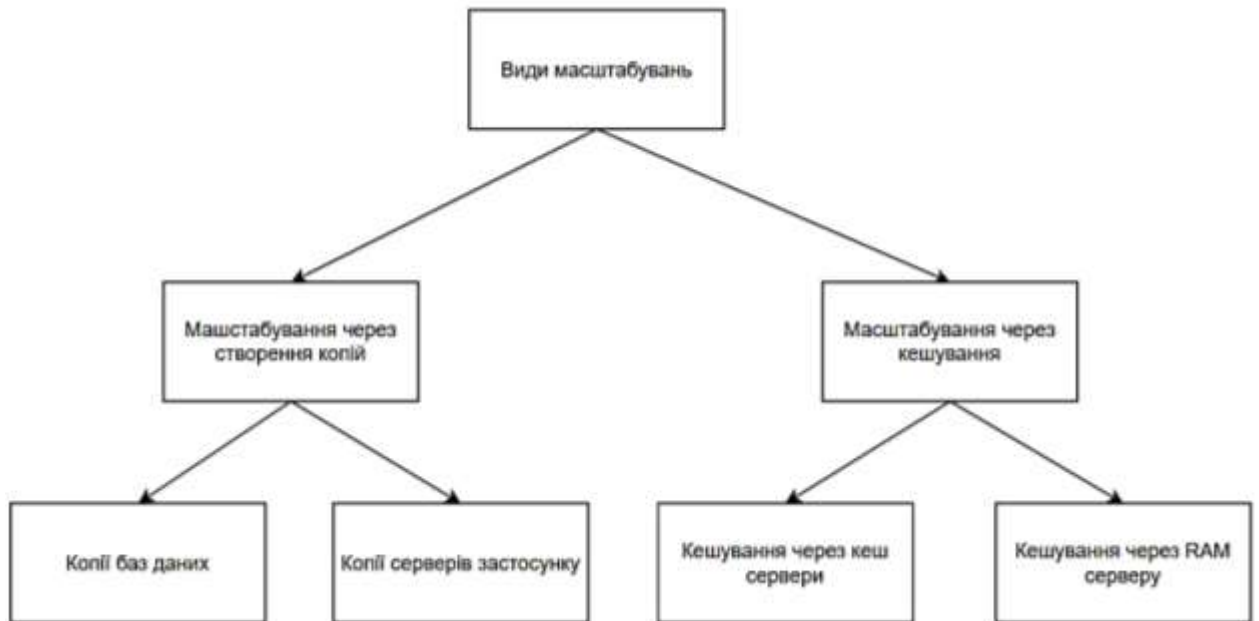 Види масштабувань
Машстабування через
створення копій
Масштабування через
кешування
Копії баз даних
Копії серверів застосунку
Кешування через кеш
сервери
Кешування через RAM
серверу